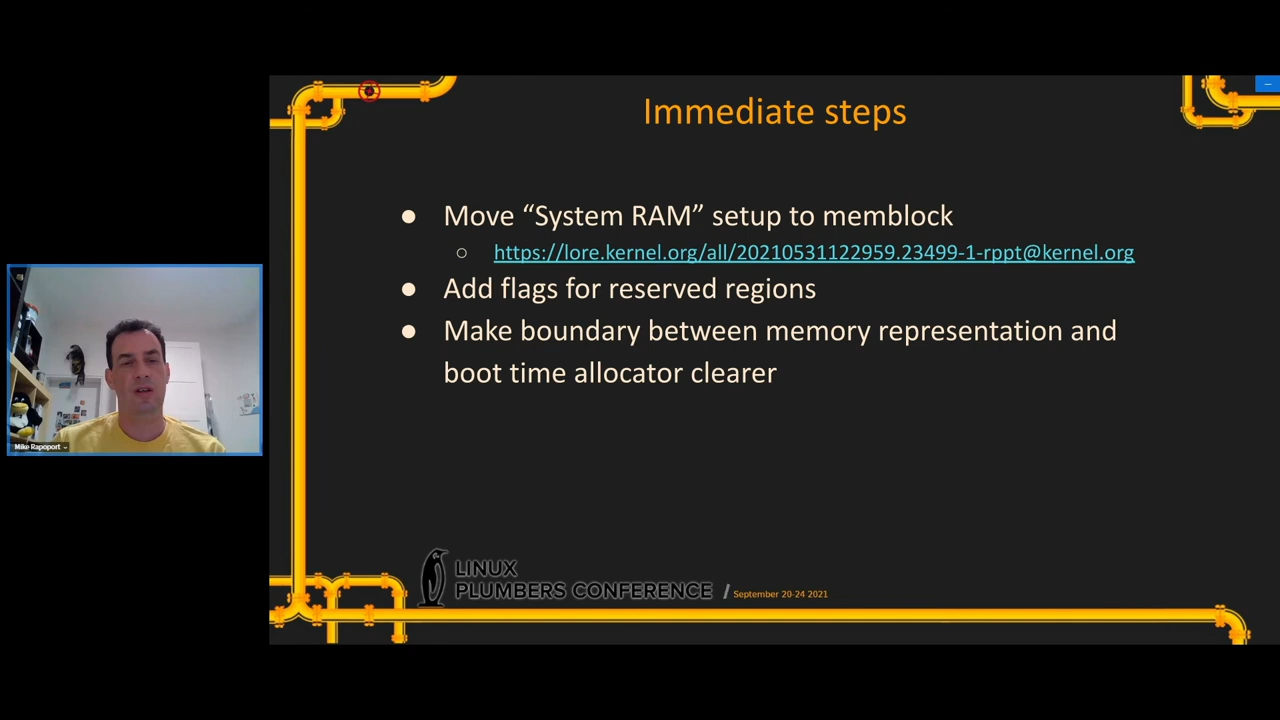 Immediate steps
● Move “System RAM” setup to memblock
○ https://lore.kernel.org/all/20210531122959.23499-1-rppt@kernel.org
● Add flags for reserved regions
● Make boundary between memory representation and
boot time allocator clearer
Mike Rapoport
LINUX
PLUMBERS CONFERENCE / September 20-24 2021